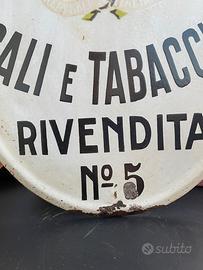 ALI E TABACC
RIVENDITA
Nº 5
subito